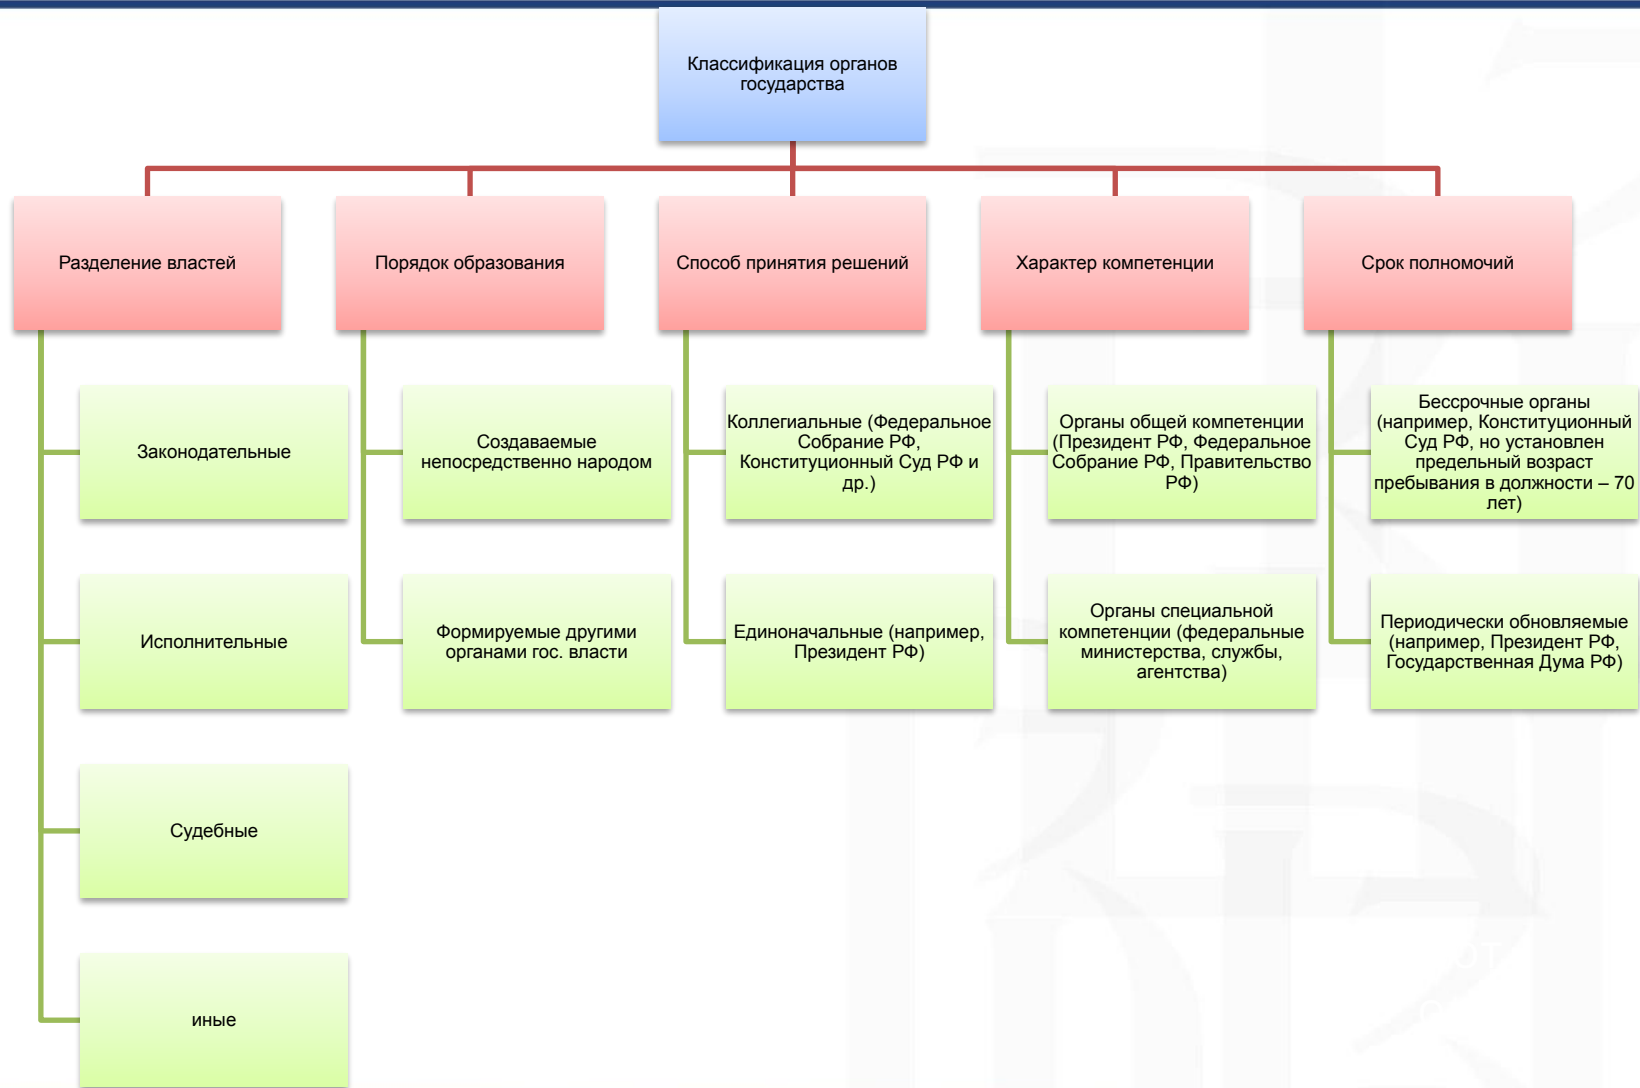 Классификация органов
государства
Разделение властей
Порядок образования
Способ принятия решений
Характер компетенции
Срок полномочий
Законодательные
Исполнительные
Судебные
иные
Создаваемые
непосредственно народом
Формируемые другими
органами гос. власти
Коллегиальные (Федеральное
Собрание РФ,
Конституционный Суд РФ и
др.)
Единоначальные (например,
Президент РФ)
Органы общей компетенции
(Президент РФ, Федеральное
Собрание РФ, Правительство
РФ)
Органы специальной
компетенции (федеральные
министерства, службы,
агентства)
Бессрочные органы
(например, Конституционный
Суд РФ, но установлен
предельный возраст
пребывания в должности – 70
лет)
Периодически обновляемые
(например, Президент РФ,
Государственная Дума РФ)